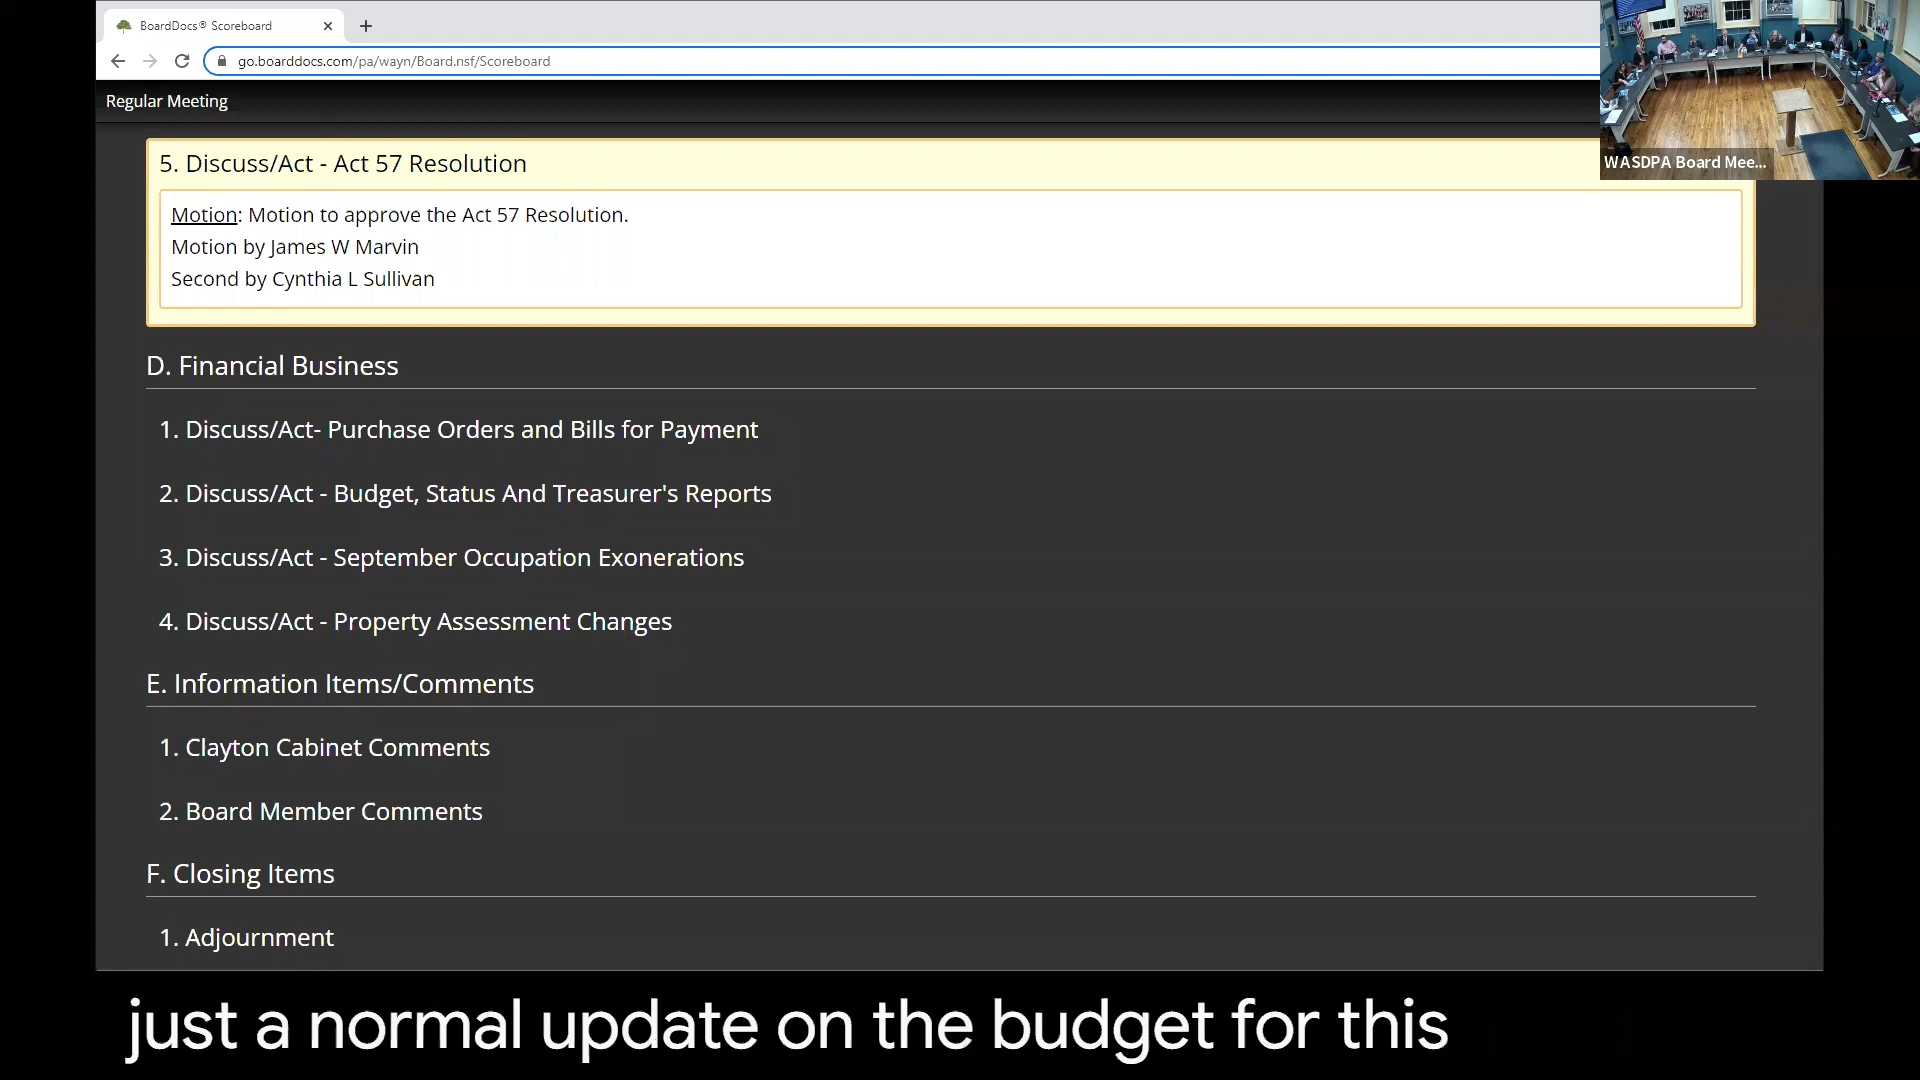 BoardDocs® Scoreboard
go.boarddocs.com/pa/wayn/Board.nsf/Scoreboard
Regular Meeting
WASDPA Board Mee...
5. Discuss/Act - Act 57 Resolution
Motion: Motion to approve the Act 57 Resolution.
Motion by James W Marvin
Second by Cynthia L Sullivan
D. Financial Business
1. Discuss/Act- Purchase Orders and Bills for Payment
2. Discuss/Act - Budget, Status And Treasurer's Reports
3. Discuss/Act - September Occupation Exonerations
4. Discuss/Act - Property Assessment Changes
E. Information Items/Comments
1. Clayton Cabinet Comments
2. Board Member Comments
F. Closing Items
1. Adjournment
just a normal update on the budget for this